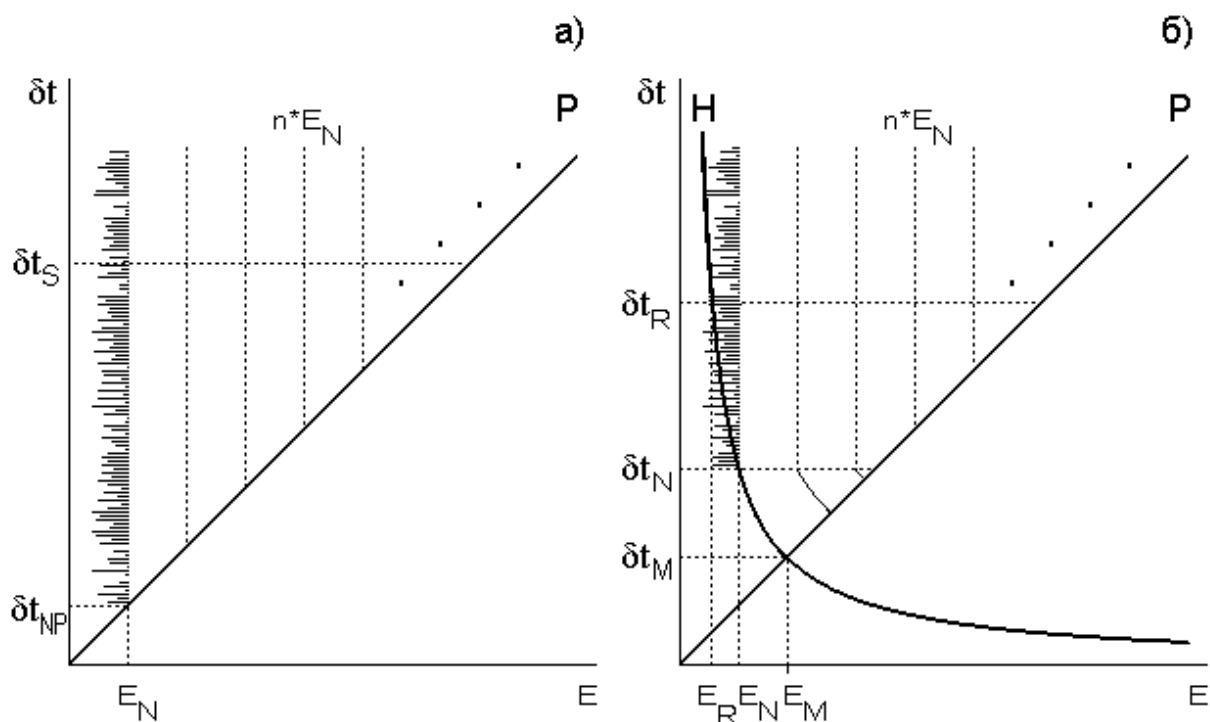 а)
δt
P
n*E_N
δt_S
δt_NP
E_N
E
б)
δt
H
P
n*E_N
δt_R
δt_N
δt_M
E_R E_N E_M
E